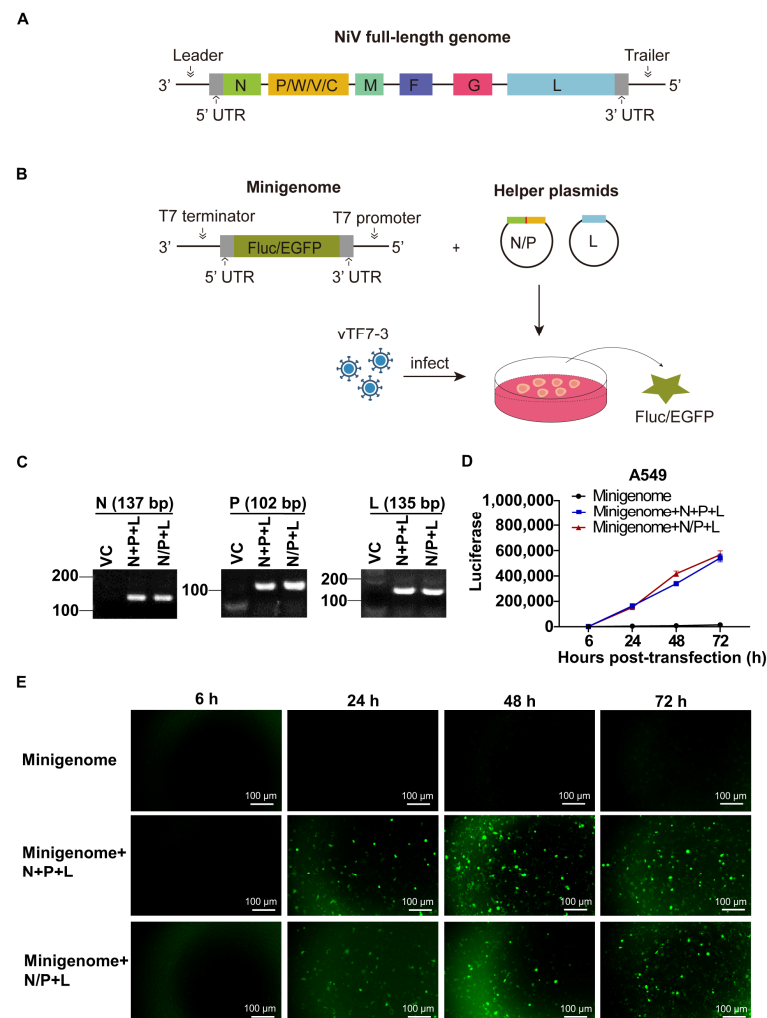 A
NiV full-length genome
Leader
Trailer
3’
N
P/W/V/C
M
F
G
L
5’
5’ UTR
3’ UTR
B
Minigenome
Helper plasmids
T7 terminator
T7 promoter
3’
Fluc/EGFP
5’
+
N/P
L
5’ UTR
3’ UTR
vTF7-3
infect
Fluc/EGFP
C
N (137 bp)
P (102 bp)
L (135 bp)
VC
N+P+L
N/P+L
VC
N+P+L
N/P+L
VC
N+P+L
N/P+L
200
100
100
200
100
D
A549
Minigenome
Minigenome+N+P+L
Minigenome+N/P+L
Luciferase
1,000,000
800,000
600,000
400,000
200,000
0
6
24
48
72
Hours post-transfection (h)
E
6 h
24 h
48 h
72 h
Minigenome
100 μm
100 μm
100 μm
100 μm
Minigenome+
N+P+L
100 μm
100 μm
100 μm
100 μm
Minigenome+
N/P+L
100 μm
100 μm
100 μm
100 μm